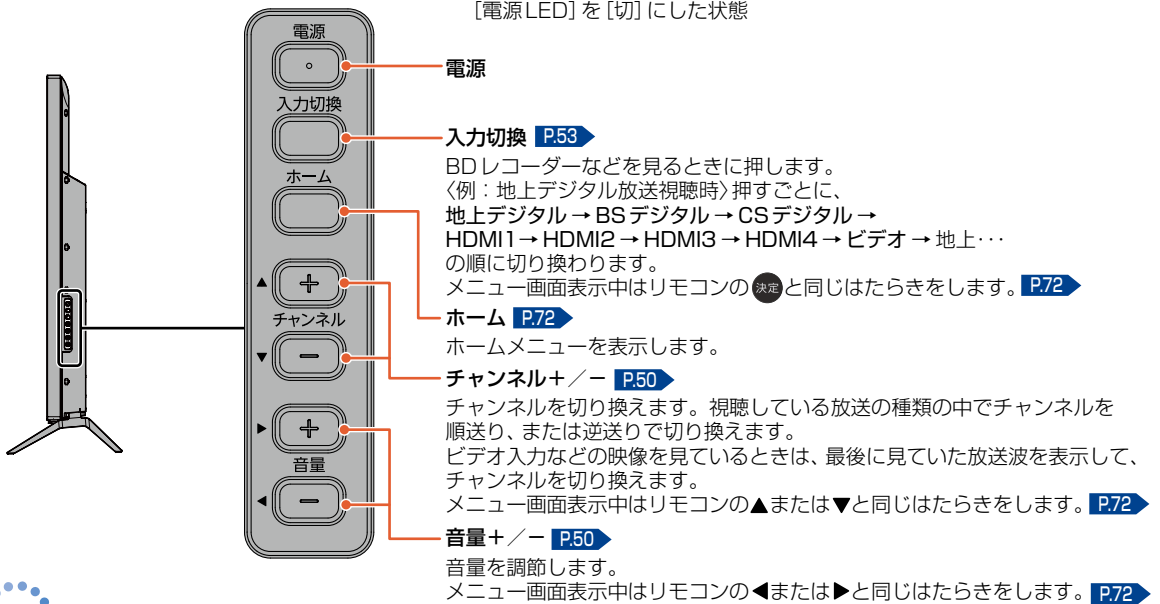 [電源LED]を[切]にした状態
電源
入力切換
ホーム
▲
+
チャンネル
▼
−
▶
+
音量
◀
−
電源
入力切換 P.53
BDレコーダーなどを見るときに押します。
〈例：地上デジタル放送視聴時〉押すごとに、
地上デジタル → BSデジタル → CSデジタル →
HDMI1→ HDMI2 → HDMI3 → HDMI4 → ビデオ → 地上･･･
の順に切り換わります。
メニュー画面表示中はリモコンの決定と同じはたらきをします。 P.72
ホーム P.72
ホームメニューを表示します。
チャンネル＋／− P.50
チャンネルを切り換えます。視聴している放送の種類の中でチャンネルを
順送り、または逆送りで切り換えます。
ビデオ入力などの映像を見ているときは、最後に見ていた放送波を表示して、
チャンネルを切り換えます。
メニュー画面表示中はリモコンの▲または▼と同じはたらきをします。 P.72
音量＋／− P.50
音量を調節します。
メニュー画面表示中はリモコンの◀または▶と同じはたらきをします。 P.72